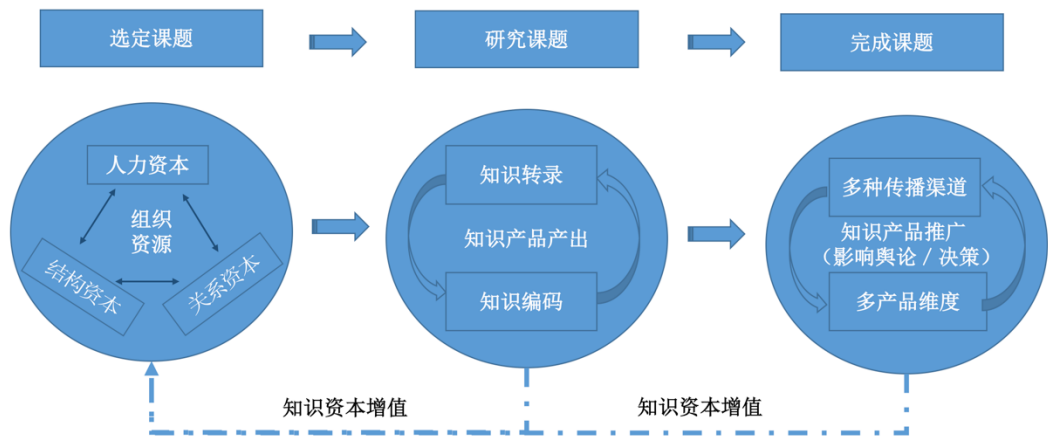 选定课题
研究课题
完成课题
人力资本
组织
资源
结构资本
关系资本
知识转录
知识产品产出
知识编码
多种传播渠道
知识产品推广
（影响舆论/决策）
多产品维度
知识资本增值
知识资本增值